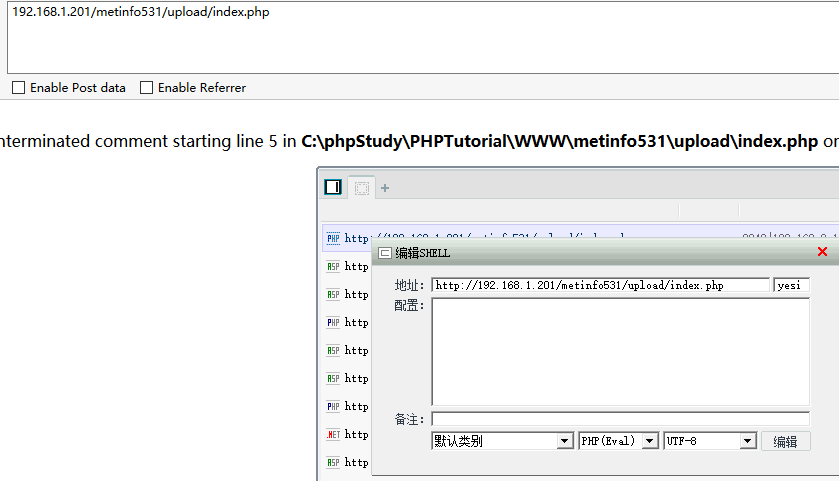 192.168.1.201/metinfo531/upload/index.php
Enable Post data Enable Referrer
nterminated comment starting line 5 in C:\phpStudy\PHPTutorial\WWW\metinfo531\upload\index.php on
PHP http
编辑SHELL
ASP http
地址: http://192.168.1.201/metinfo531/upload/index.php yesi
ASP http
配置:
PHP http
ASP http
ASP http
PHP http
备注:
.NET http
默认类别 PHP(Eval) UTF-8 编辑
ASP http